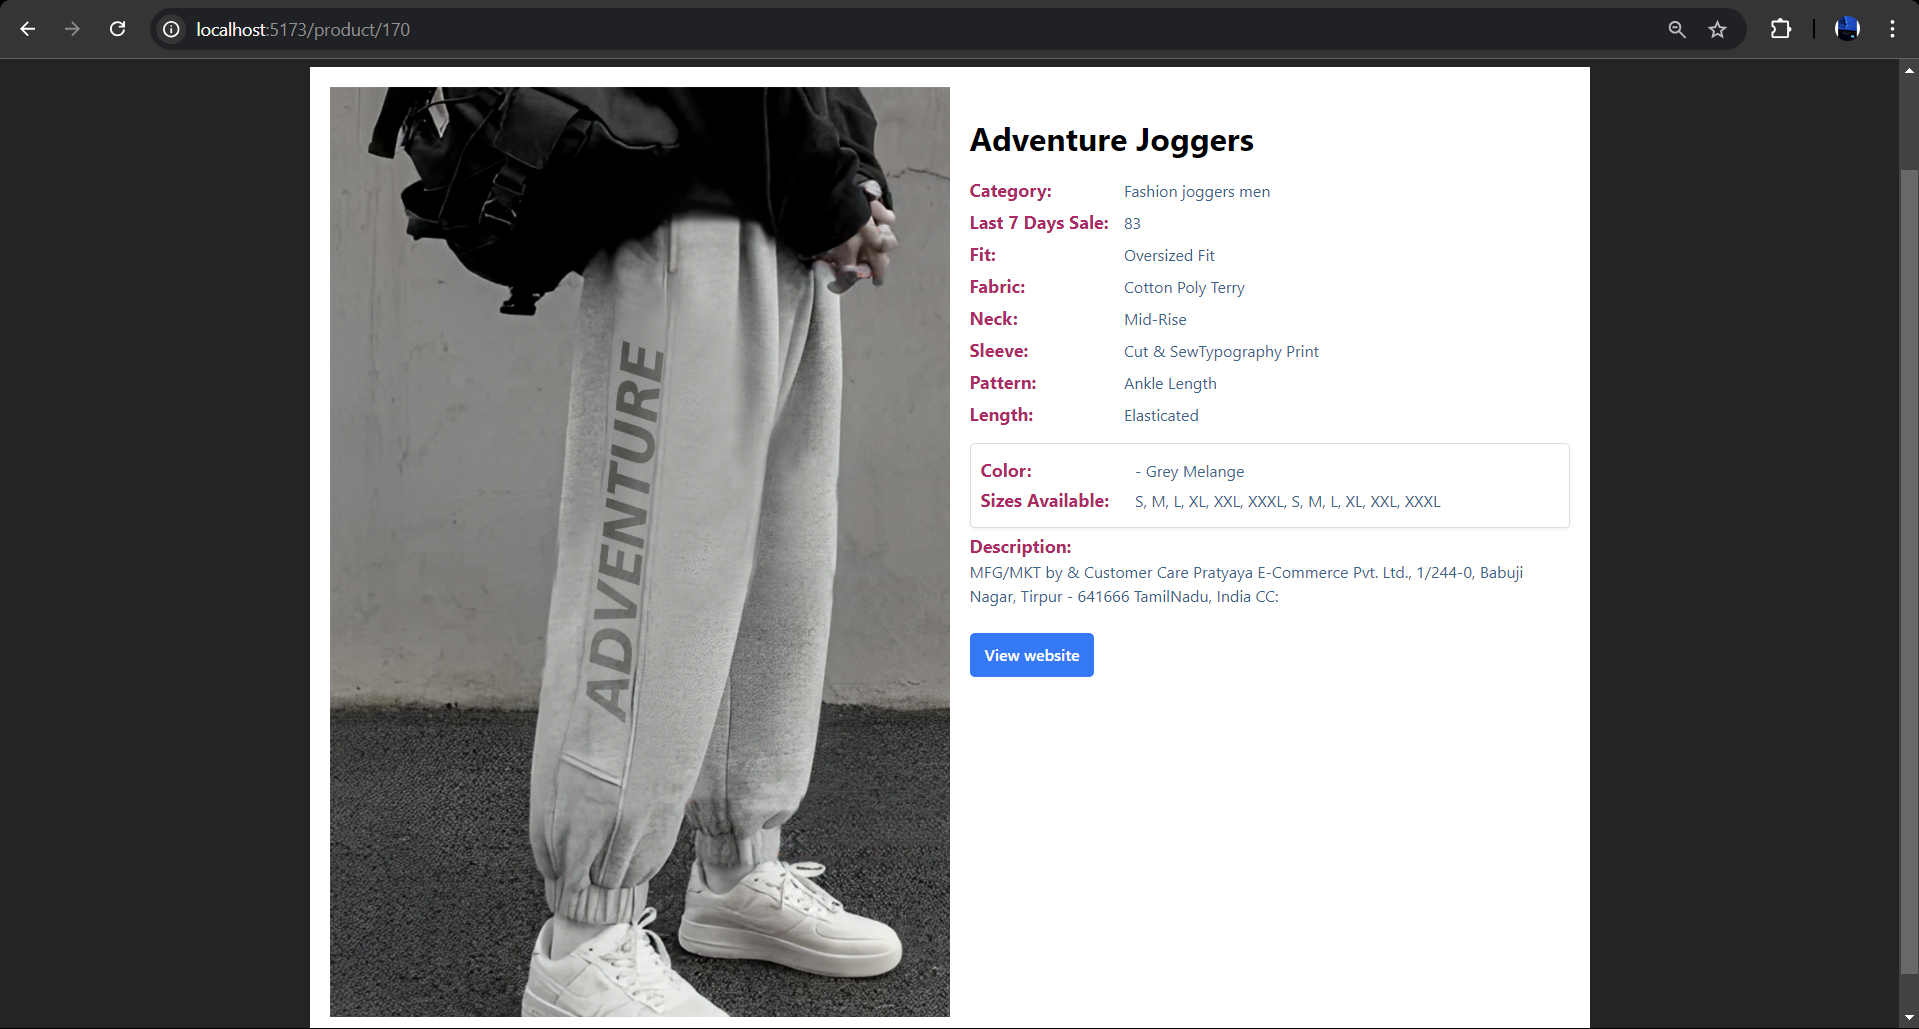 localhost:5173/product/170
ADVENTURE
Adventure Joggers
Category: Fashion joggers men
Last 7 Days Sale: 83
Fit: Oversized Fit
Fabric: Cotton Poly Terry
Neck: Mid-Rise
Sleeve: Cut & SewTypography Print
Pattern: Ankle Length
Length: Elasticated
Color: - Grey Melange
Sizes Available: S, M, L, XL, XXL, XXXL, S, M, L, XL, XXL, XXXL
Description:
MFG/MKT by & Customer Care Pratyaya E-Commerce Pvt. Ltd., 1/244-0, Babuji
Nagar, Tirpur - 641666 TamilNadu, India CC:
View website